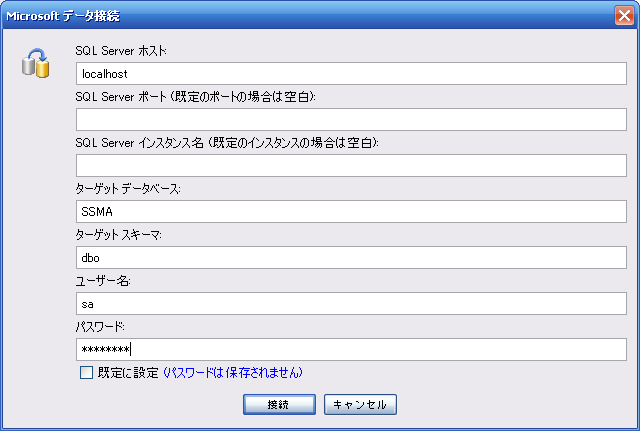 Microsoft データ接続
SQL Server ホスト:
localhost
SQL Server ポート (既定のポートの場合は空白):
SQL Server インスタンス名 (既定のインスタンスの場合は空白):
ターゲット データベース:
SSMA
ターゲット スキーマ:
dbo
ユーザー名:
sa
パスワード:
********
既定に設定 (パスワードは保存されません)
接続 キャンセル